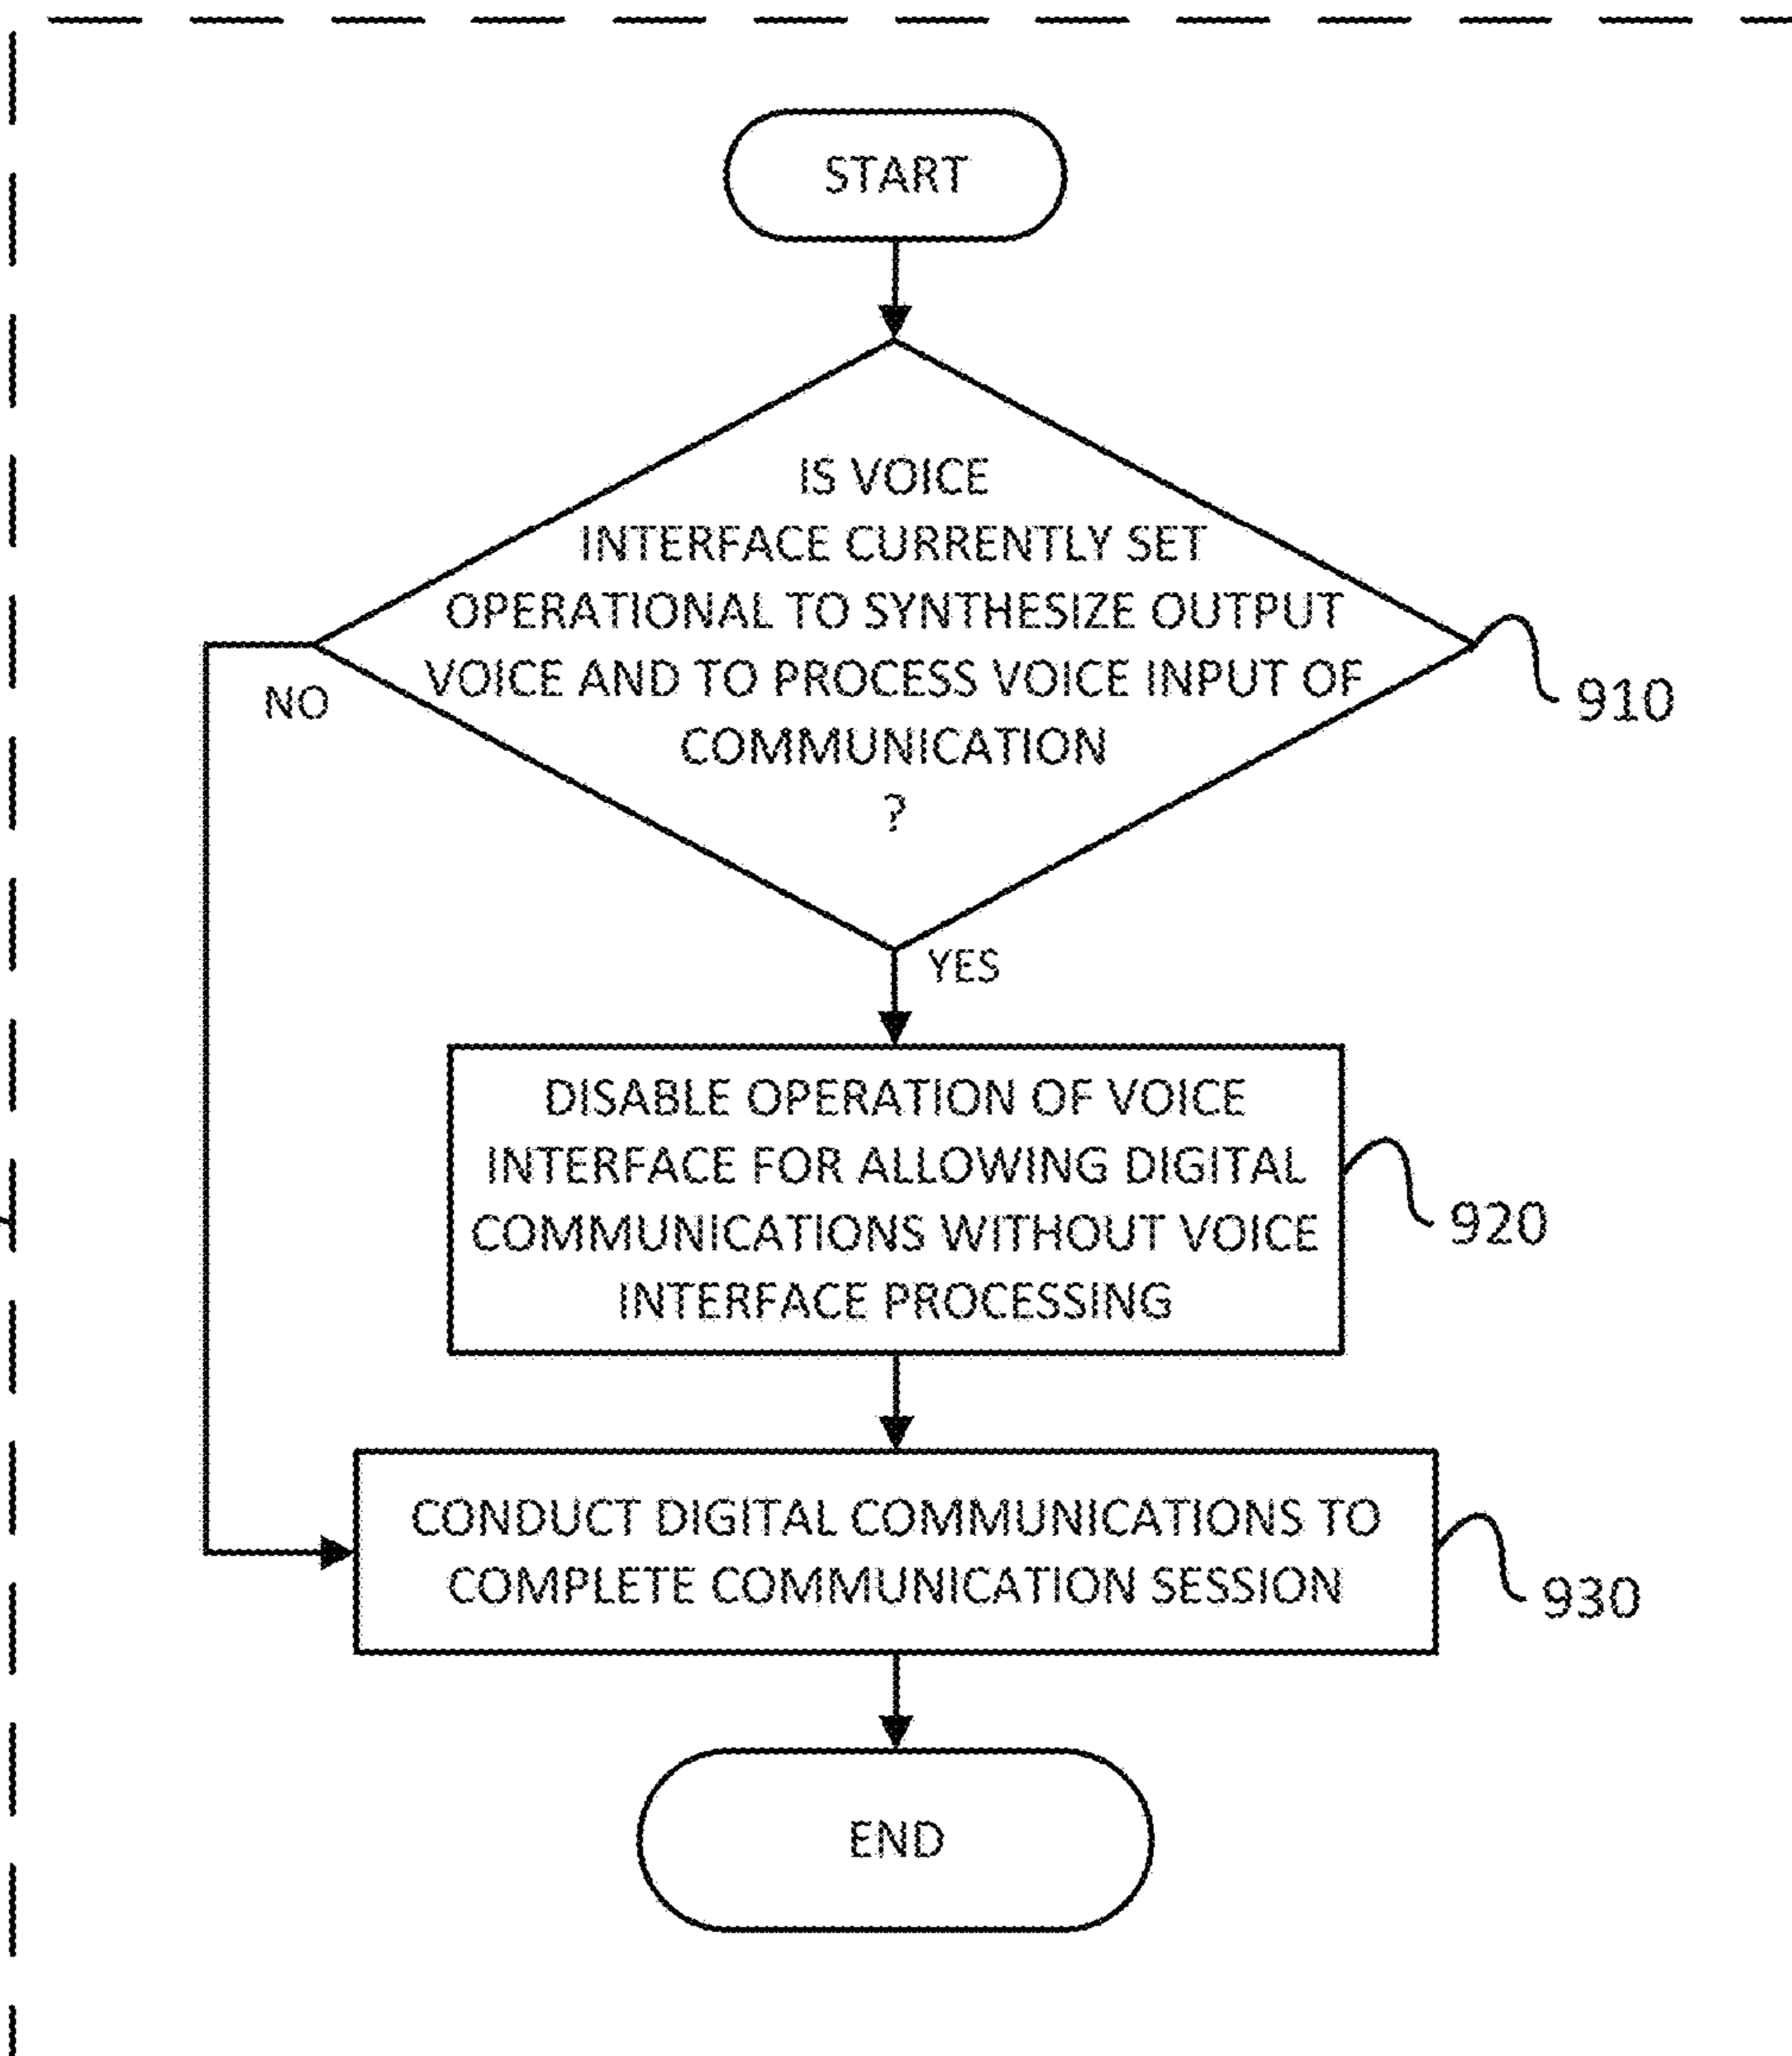 START
IS VOICE
INTERFACE CURRENTLY SET
OPERATIONAL TO SYNTHESIZE OUTPUT
VOICE AND TO PROCESS VOICE INPUT OF
COMMUNICATION
?
910
NO
YES
DISABLE OPERATION OF VOICE
INTERFACE FOR ALLOWING DIGITAL
COMMUNICATIONS WITHOUT VOICE
INTERFACE PROCESSING
920
CONDUCT DIGITAL COMMUNICATIONS TO
COMPLETE COMMUNICATION SESSION
930
END